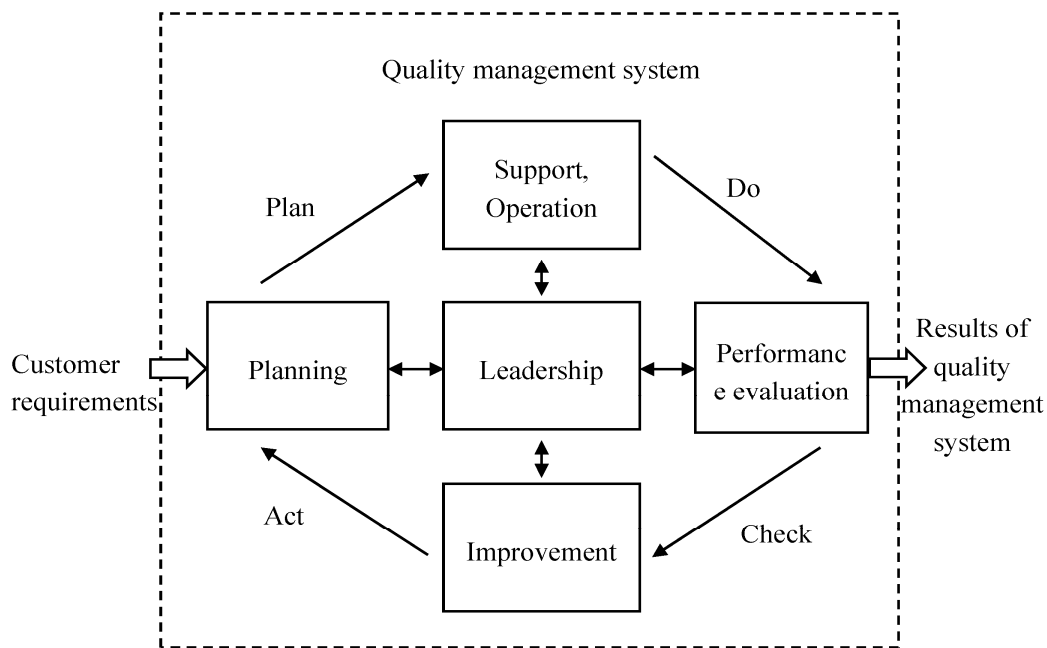 Quality management system
Support,
Operation
Plan
Do
Customer
requirements
Planning
Leadership
Performanc
e evaluation
Results of
quality
management
system
Act
Improvement
Check